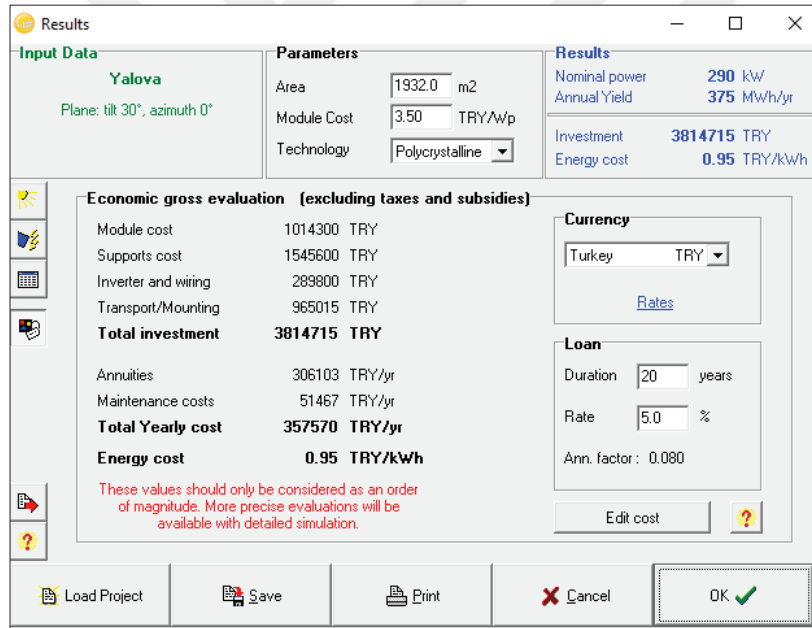 Results
Input Data
Yalova
Plane: tilt 30°, azimuth 0°
Parameters
Area 1932.0 m2
Module Cost 3.50 TRY/Wp
Technology Polycrystalline
Results
Nominal power 290 kW
Annual Yield 375 MWh/yr
Investment 3814715 TRY
Energy cost 0.95 TRY/kWh
Economic gross evaluation (excluding taxes and subsidies)
Module cost 1014300 TRY
Supports cost 1545600 TRY
Inverter and wiring 289800 TRY
Transport/Mounting 965015 TRY
Total investment 3814715 TRY
Annuities 306103 TRY/yr
Maintenance costs 51467 TRY/yr
Total Yearly cost 357570 TRY/yr
Energy cost 0.95 TRY/kWh
These values should only be considered as an order
of magnitude. More precise evaluations will be
available with detailed simulation.
Currency
Turkey TRY
Rates
Loan
Duration 20 years
Rate 5.0 %
Ann. factor : 0.080
Edit cost ?
?
Load Project
Save
Print
Cancel
OK